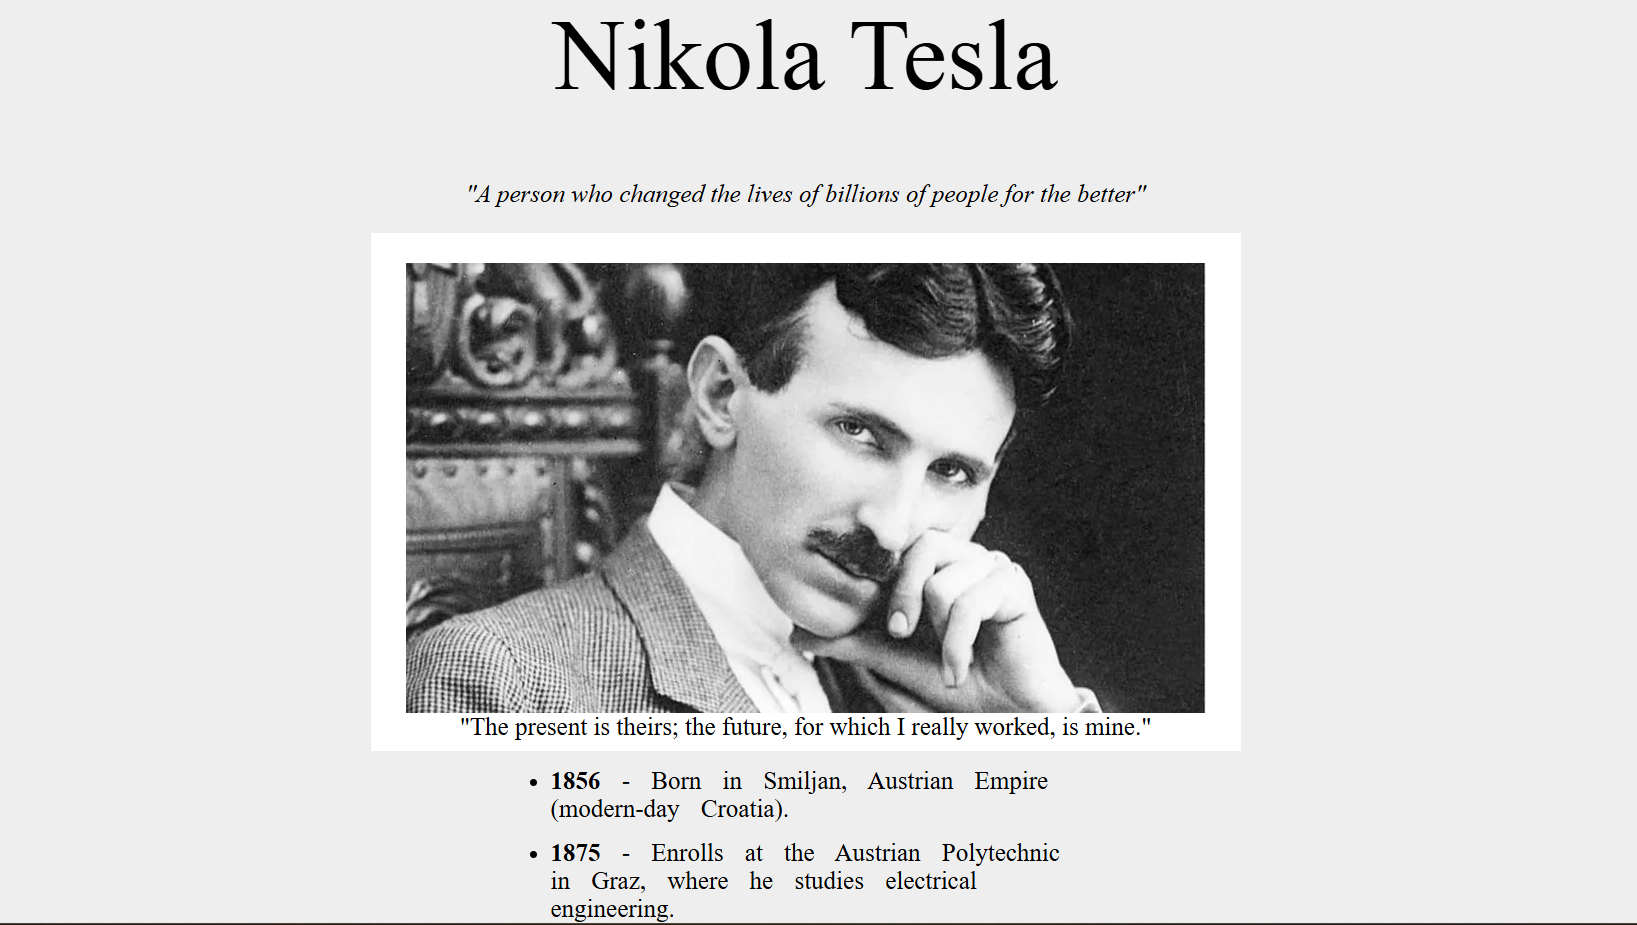 Nikola Tesla
"A person who changed the lives of billions of people for the better"
"The present is theirs; the future, for which I really worked, is mine."
• 1856 - Born in Smiljan, Austrian Empire
(modern-day Croatia).
• 1875 - Enrolls at the Austrian Polytechnic
in Graz, where he studies electrical
engineering.